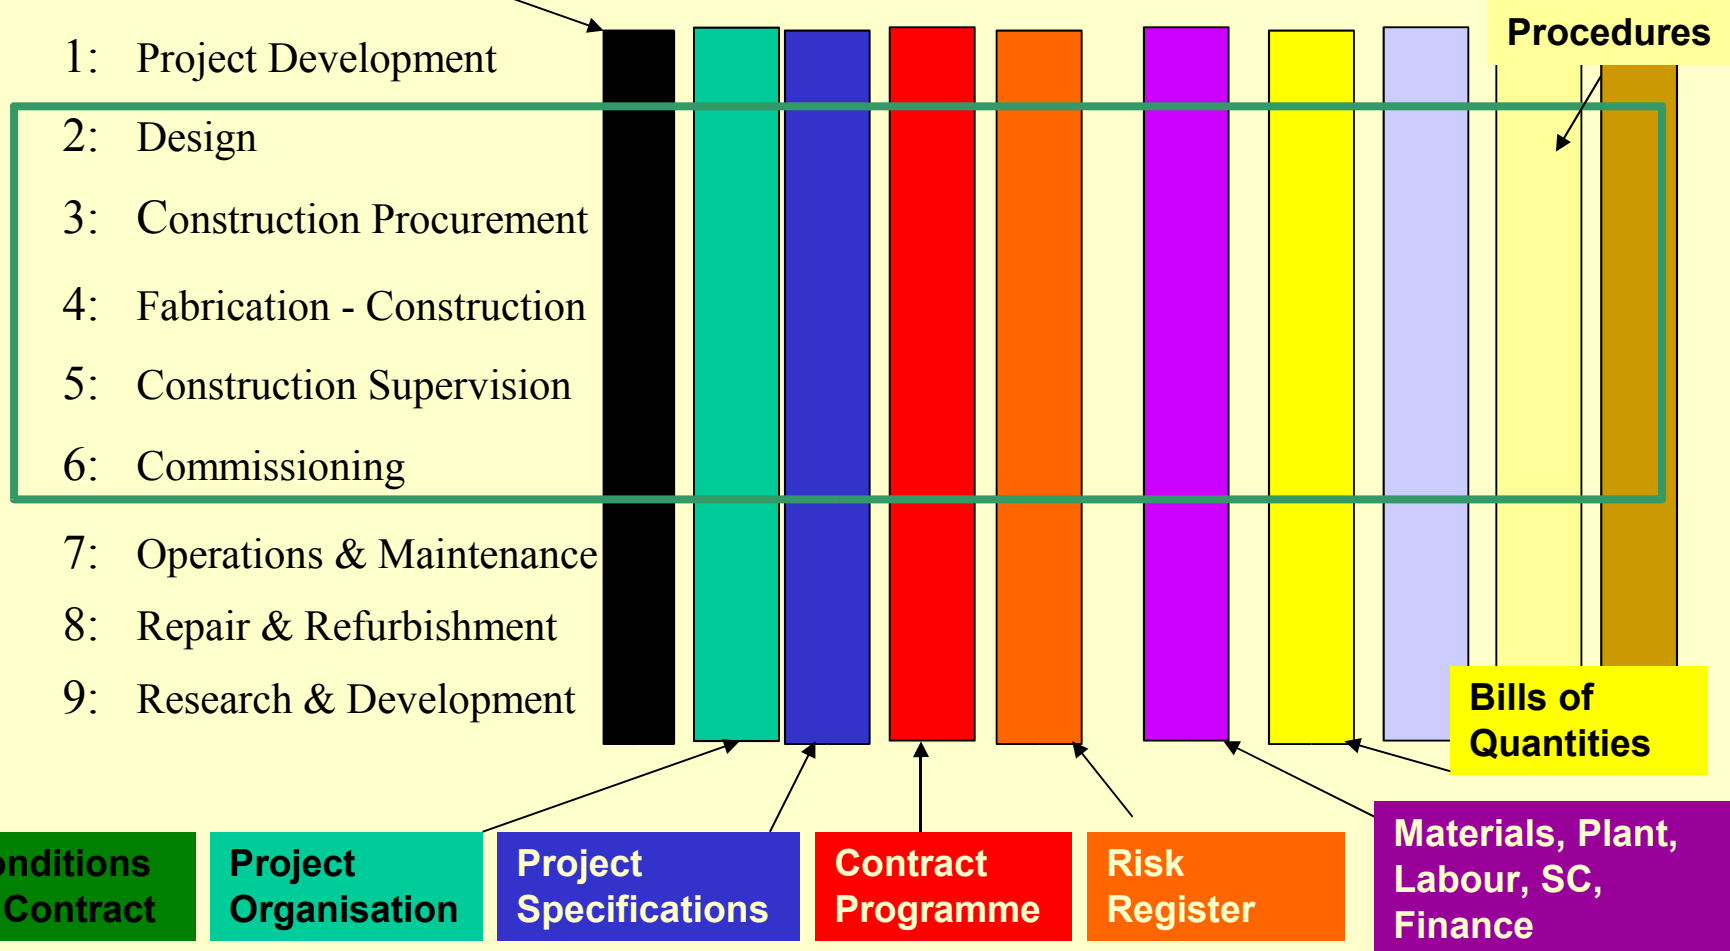 Procedures
1: Project Development
2: Design
3: Construction Procurement
4: Fabrication - Construction
5: Construction Supervision
6: Commissioning
7: Operations & Maintenance
8: Repair & Refurbishment
9: Research & Development
Bills of
Quantities
onditions
Contract
Project
Organisation
Project
Specifications
Contract
Programme
Risk
Register
Materials, Plant,
Labour, SC,
Finance